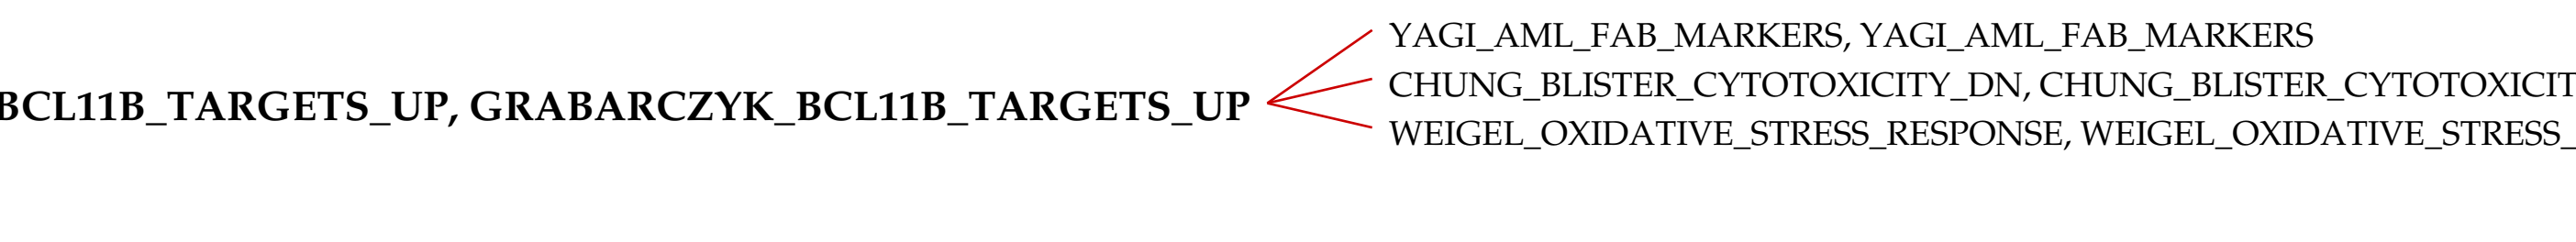 YAGI_AML_FAB_MARKERS, YAGI_AML_FAB_MARKERS
CHUNG_BLISTER_CYTOTOXICITY_DN, CHUNG_BLISTER_CYTOTOXICIT
BCL11B_TARGETS_UP, GRABARCZYK_BCL11B_TARGETS_UP
WEIGEL_OXIDATIVE_STRESS_RESPONSE, WEIGEL_OXIDATIVE_STRESS_